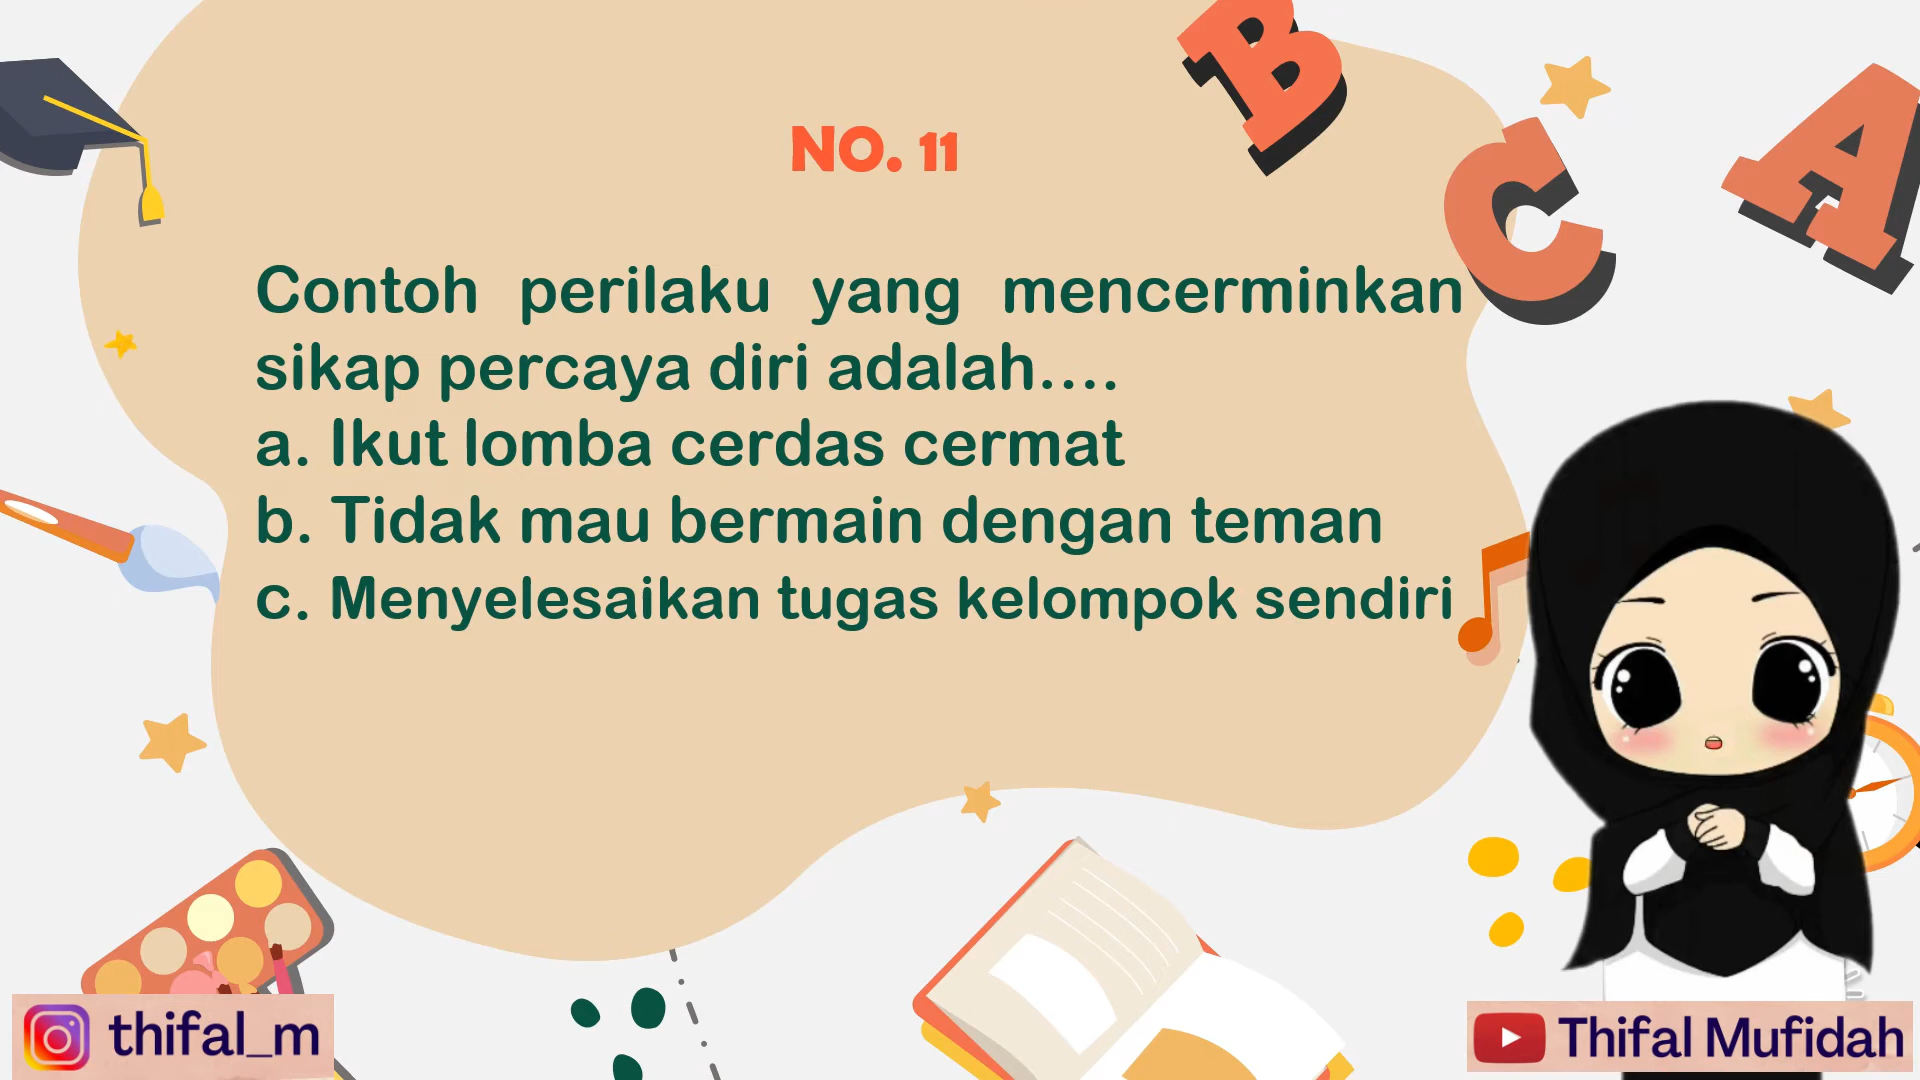 B
C
A
NO. 11
Contoh perilaku yang mencerminkan
sikap percaya diri adalah....
a. Ikut lomba cerdas cermat
b. Tidak mau bermain dengan teman
c. Menyelesaikan tugas kelompok sendiri
thifal_m
Thifal Mufidah